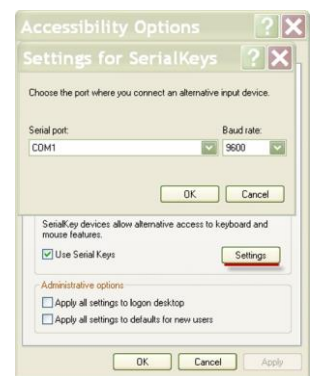 Accessibility Options
Settings for SerialKeys
Choose the port where you connect an alternative input device.
Serial port:
Baud rate:
COM1
9600
OK
Cancel
SerialKey devices allow alternative access to keyboard and
mouse features.
Use Serial Keys
Settings
Administrative options
Apply all settings to logon desktop
Apply all settings to defaults for new users
OK
Cancel
Apply